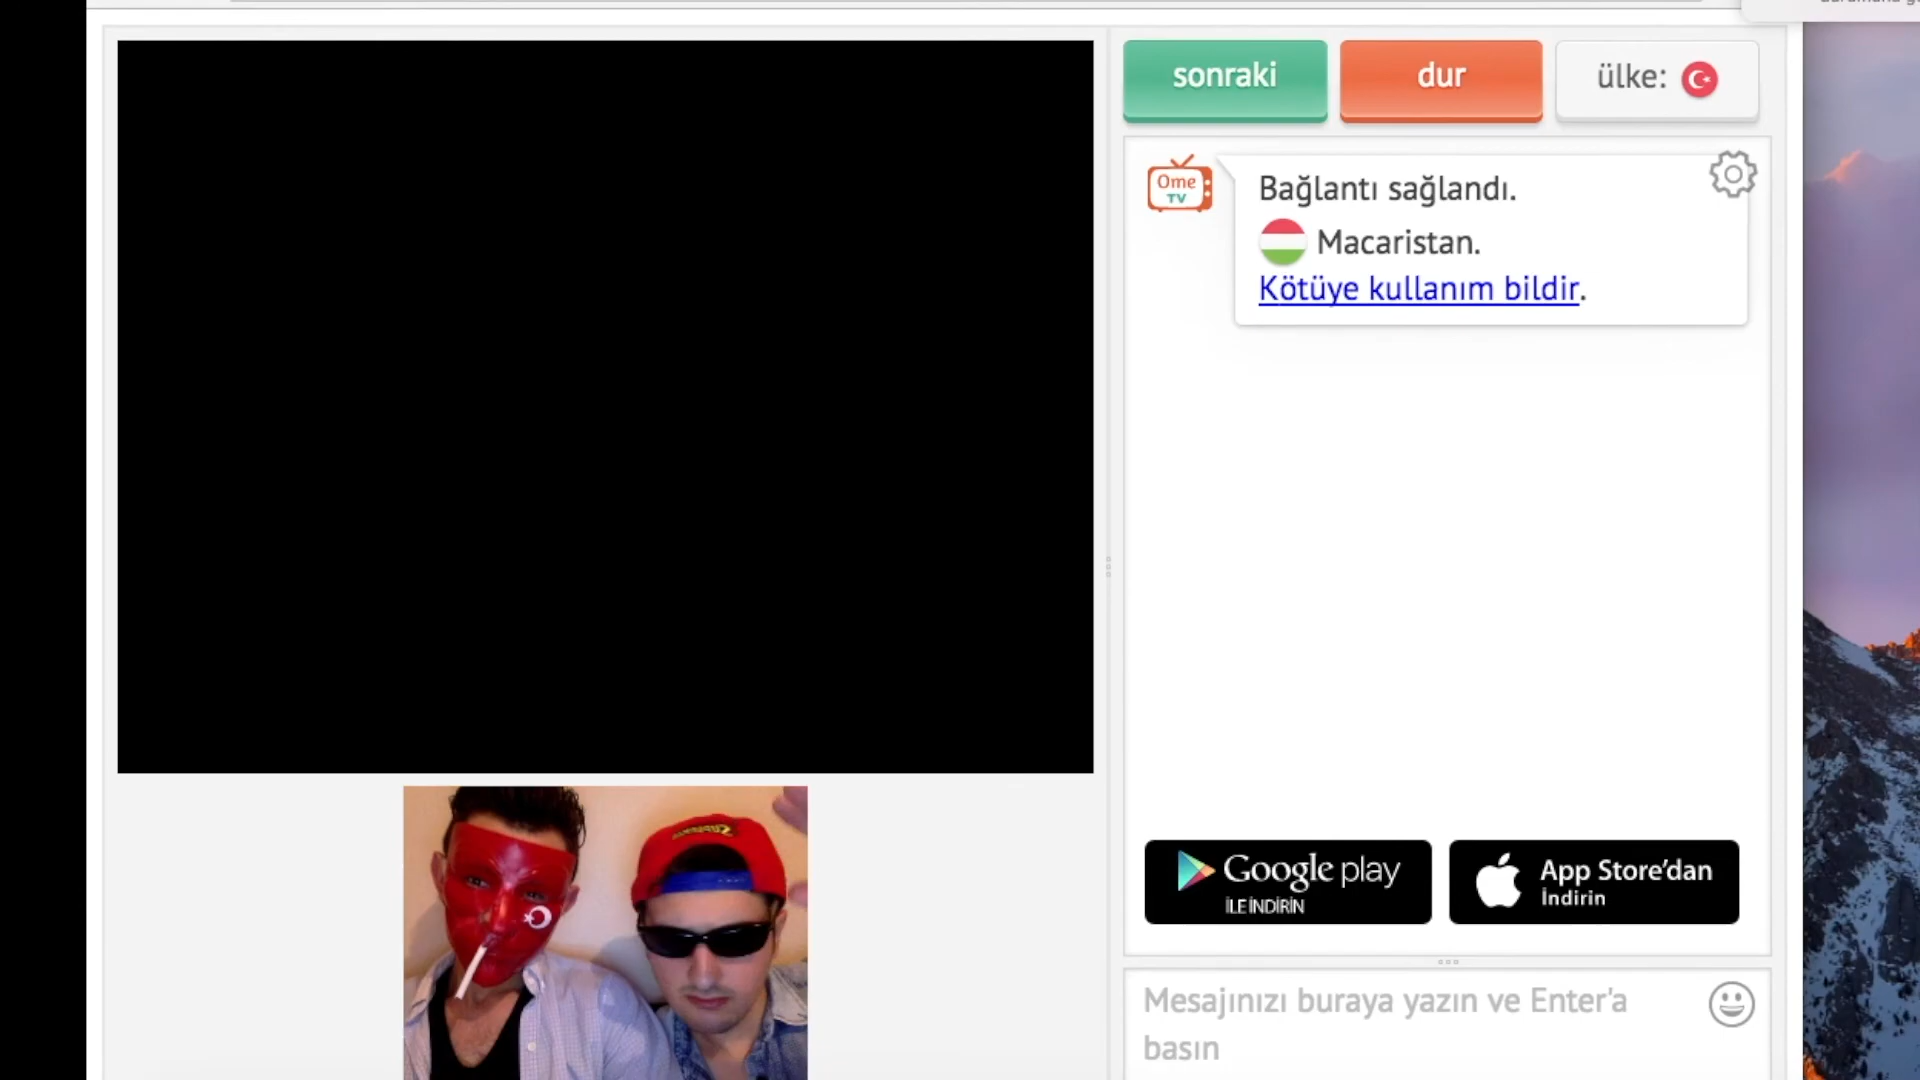 sonraki
dur
ülke:
Ome
TV
Bağlantı sağlandı.
Macaristan.
Kötüye kullanım bildir.
Google play
İLE İNDİRİN
App Store'dan
İndirin
Mesajınızı buraya yazın ve Enter'a
basın